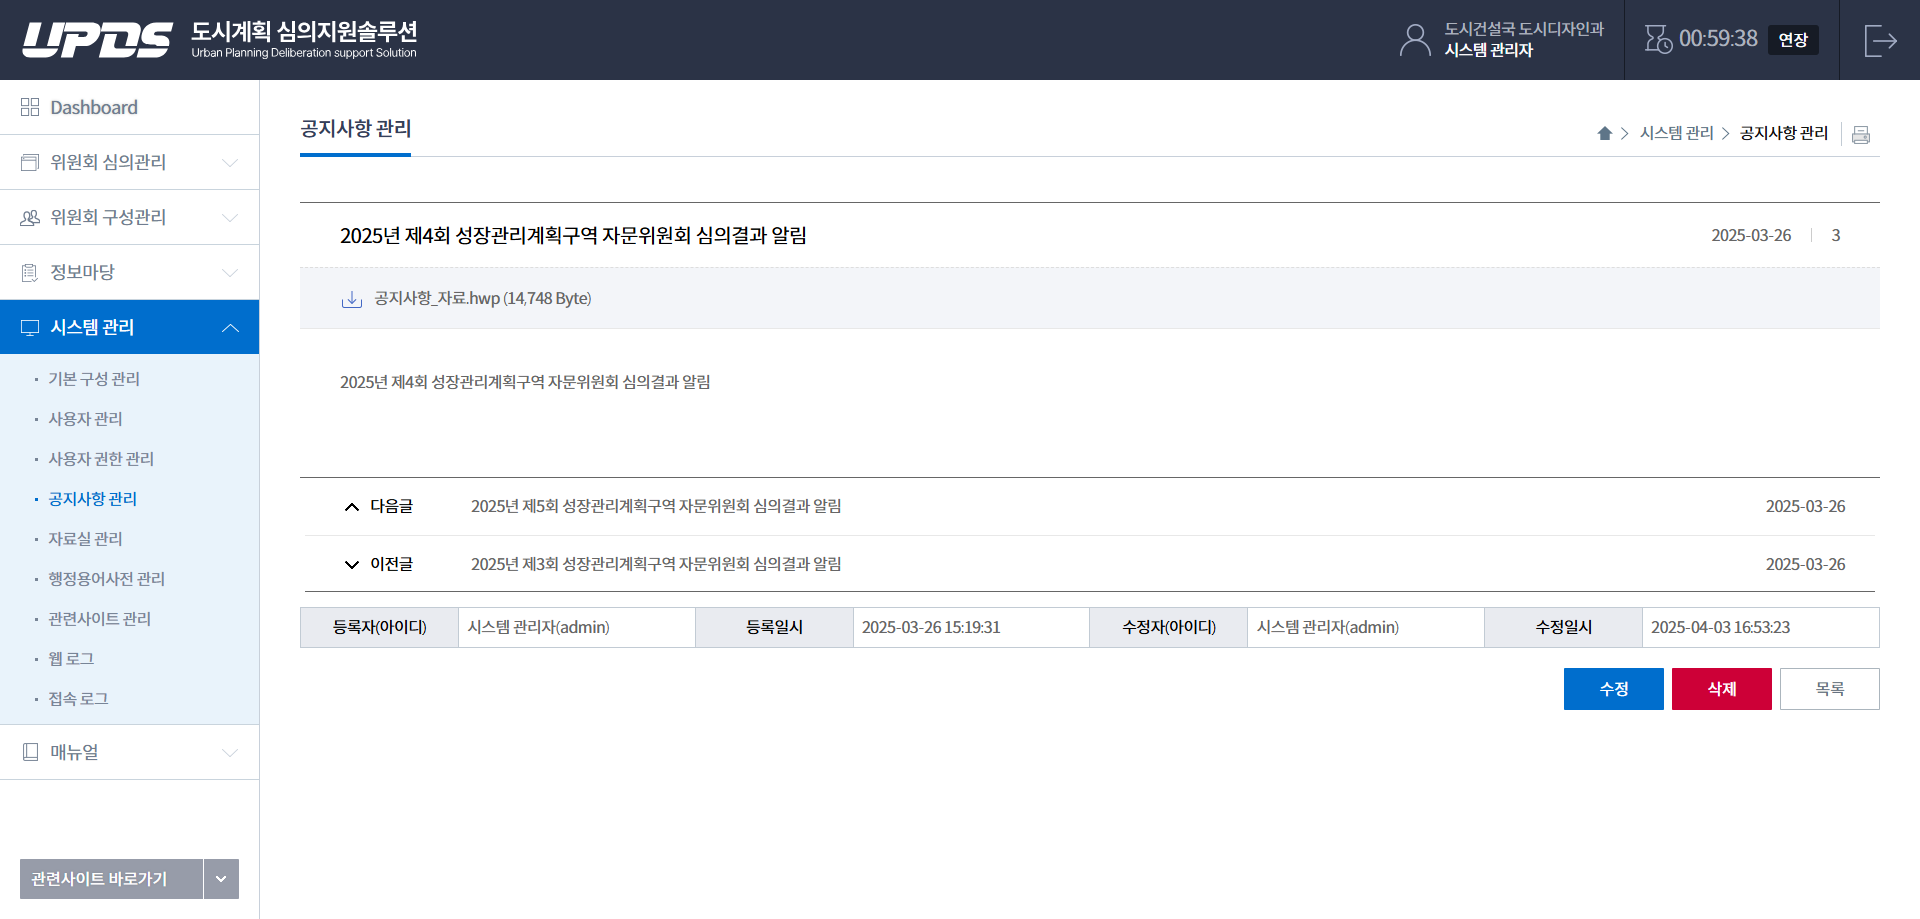 UPDS 도시계획 심의지원솔루션
Urban Planning Deliberation support Solution
도시건설국 도시디자인과
시스템 관리자
00:59:38 연장
Dashboard
위원회 심의관리
위원회 구성관리
정보마당
시스템 관리
· 기본 구성 관리
· 사용자 관리
· 사용자 권한 관리
· 공지사항 관리
· 자료실 관리
· 행정용어사전 관리
· 관련사이트 관리
· 웹 로그
· 접속 로그
매뉴얼
관련사이트 바로가기
공지사항 관리
시스템 관리 > 공지사항 관리
2025년 제4회 성장관리계획구역 자문위원회 심의결과 알림 2025-03-26 3
공지사항_자료.hwp (14,748 Byte)
2025년 제4회 성장관리계획구역 자문위원회 심의결과 알림
다음글 2025년 제5회 성장관리계획구역 자문위원회 심의결과 알림 2025-03-26
이전글 2025년 제3회 성장관리계획구역 자문위원회 심의결과 알림 2025-03-26
등록자(아이디) 시스템 관리자(admin) 등록일시 2025-03-26 15:19:31 수정자(아이디) 시스템 관리자(admin) 수정일시 2025-04-03 16:53:23
수정 삭제 목록